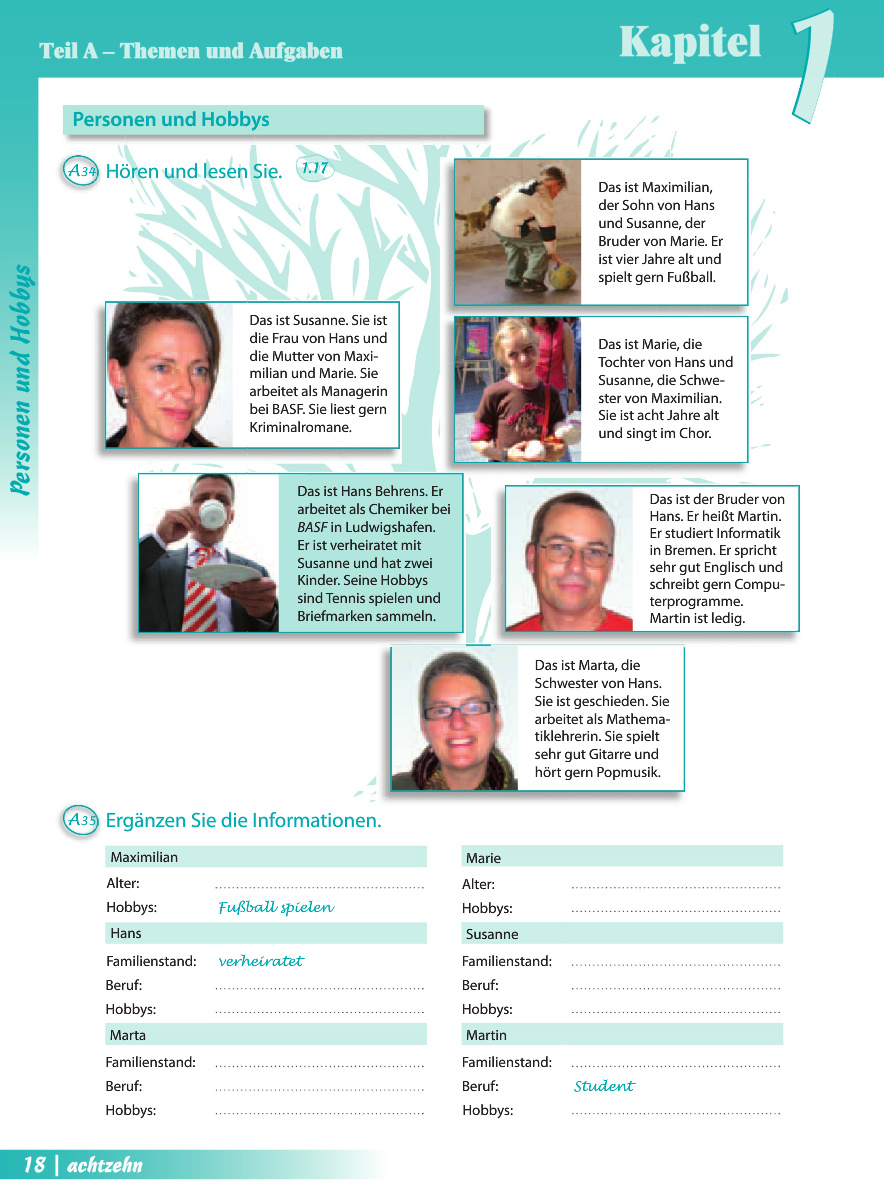 Teil A – Themen und Aufgaben
Kapitel
1
Personen und Hobbys
Personen und Hobbys
A34 Hören und lesen Sie. 1.17
Das ist Maximilian,
der Sohn von Hans
und Susanne, der
Bruder von Marie. Er
ist vier Jahre alt und
spielt gern Fußball.
Das ist Susanne. Sie ist
die Frau von Hans und
die Mutter von Maxi-
milian und Marie. Sie
arbeitet als Managerin
bei BASF. Sie liest gern
Kriminalromane.
Das ist Marie, die
Tochter von Hans und
Susanne, die Schwe-
ster von Maximilian.
Sie ist acht Jahre alt
und singt im Chor.
Das ist Hans Behrens. Er
arbeitet als Chemiker bei
BASF in Ludwigshafen.
Er ist verheiratet mit
Susanne und hat zwei
Kinder. Seine Hobbys
sind Tennis spielen und
Briefmarken sammeln.
Das ist der Bruder von
Hans. Er heißt Martin.
Er studiert Informatik
in Bremen. Er spricht
sehr gut Englisch und
schreibt gern Compu-
terprogramme.
Martin ist ledig.
Das ist Marta, die
Schwester von Hans.
Sie ist geschieden. Sie
arbeitet als Mathema-
tiklehrerin. Sie spielt
sehr gut Gitarre und
hört gern Popmusik.
A35 Ergänzen Sie die Informationen.
Maximilian
Alter: ..................................................
Hobbys: Fußball spielen
Hans
Familienstand: verheiratet
Beruf: ..................................................
Hobbys: ..................................................
Marta
Familienstand: ..................................................
Beruf: ..................................................
Hobbys: ..................................................
Marie
Alter: ..................................................
Hobbys: ..................................................
Susanne
Familienstand: ..................................................
Beruf: ..................................................
Hobbys: ..................................................
Martin
Familienstand: ..................................................
Beruf: Student
Hobbys: ..................................................
18 | achtzehn